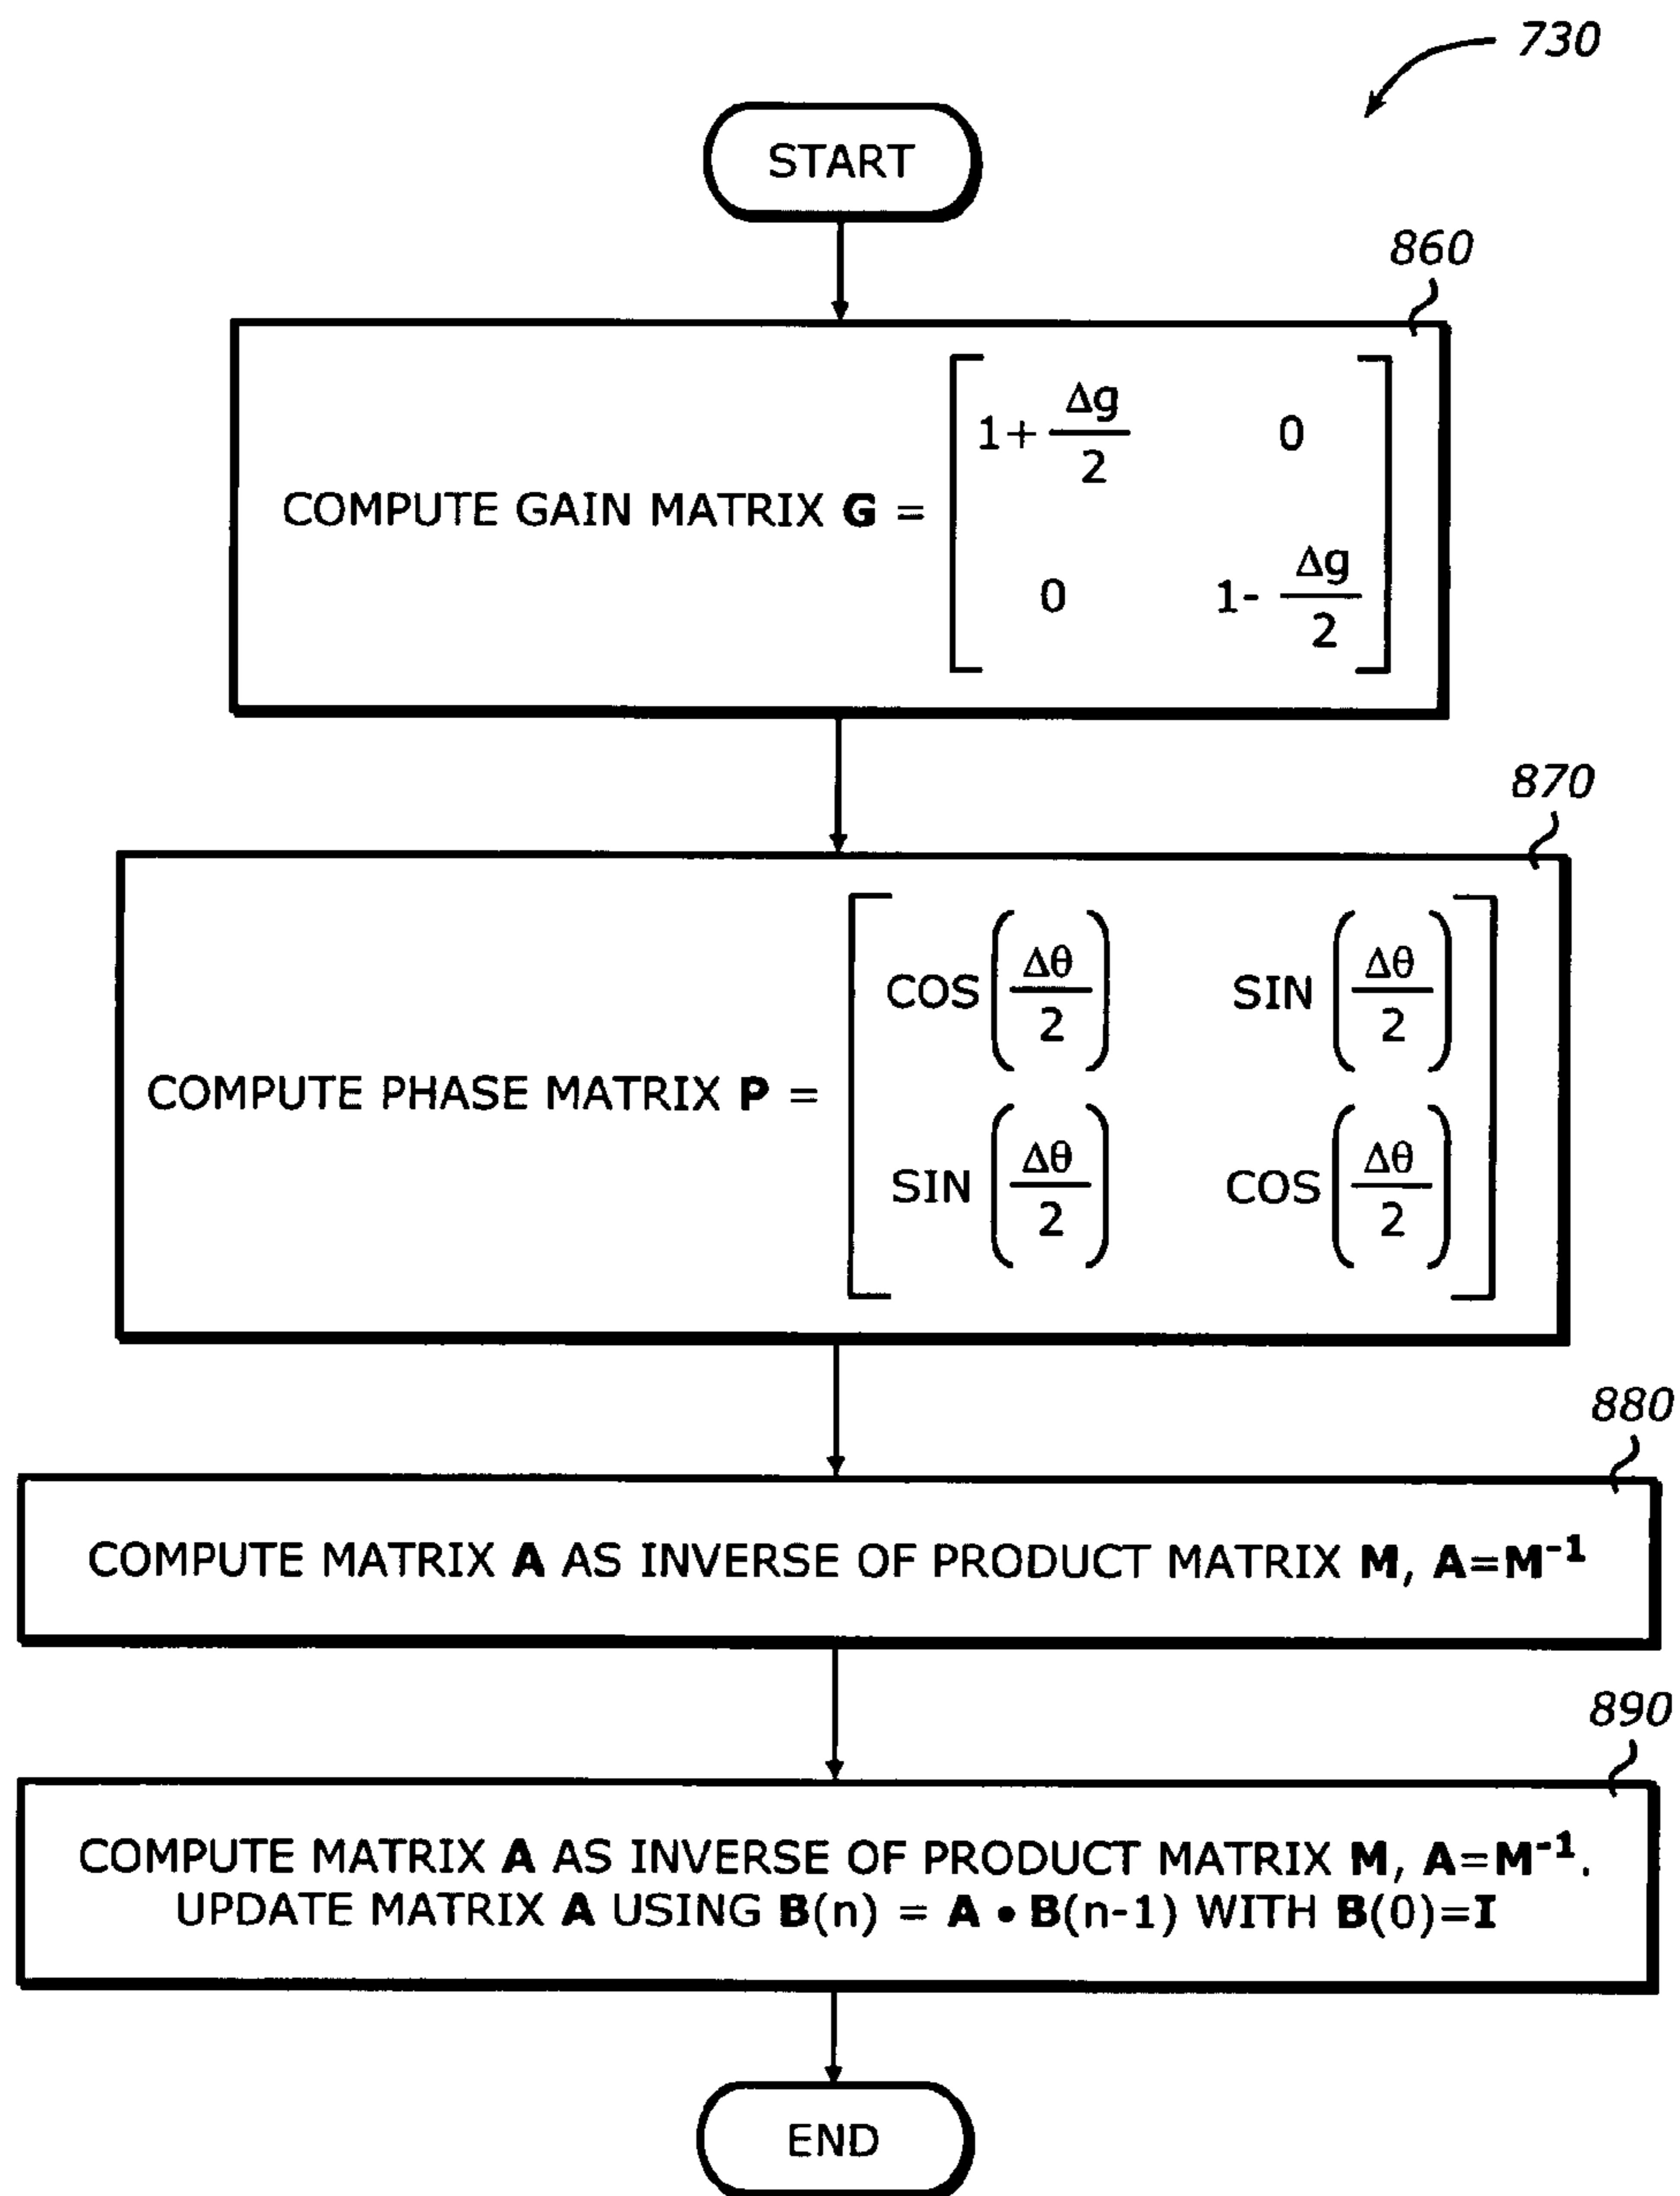 730
START
860
COMPUTE GAIN MATRIX G = [ 1+ Δg/2 0
0 1- Δg/2 ]
870
COMPUTE PHASE MATRIX P = [ COS (Δθ/2) SIN (Δθ/2)
SIN (Δθ/2) COS (Δθ/2) ]
880
COMPUTE MATRIX A AS INVERSE OF PRODUCT MATRIX M, A=M⁻¹
890
COMPUTE MATRIX A AS INVERSE OF PRODUCT MATRIX M, A=M⁻¹.
UPDATE MATRIX A USING B(n) = A • B(n-1) WITH B(0)=I
END